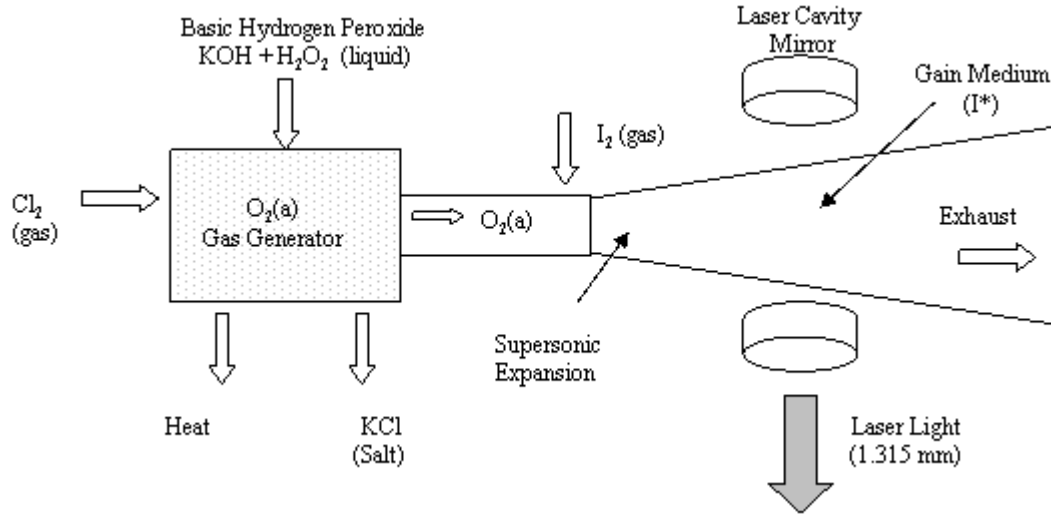 Basic Hydrogen Peroxide
KOH + H₂O₂ (liquid)
Laser Cavity
Mirror
Gain Medium
(I*)
I₂ (gas)
Cl₂
(gas)
O₂(a)
Gas Generator
O₂(a)
Exhaust
Supersonic
Expansion
Heat
KCl
(Salt)
Laser Light
(1.315 mm)